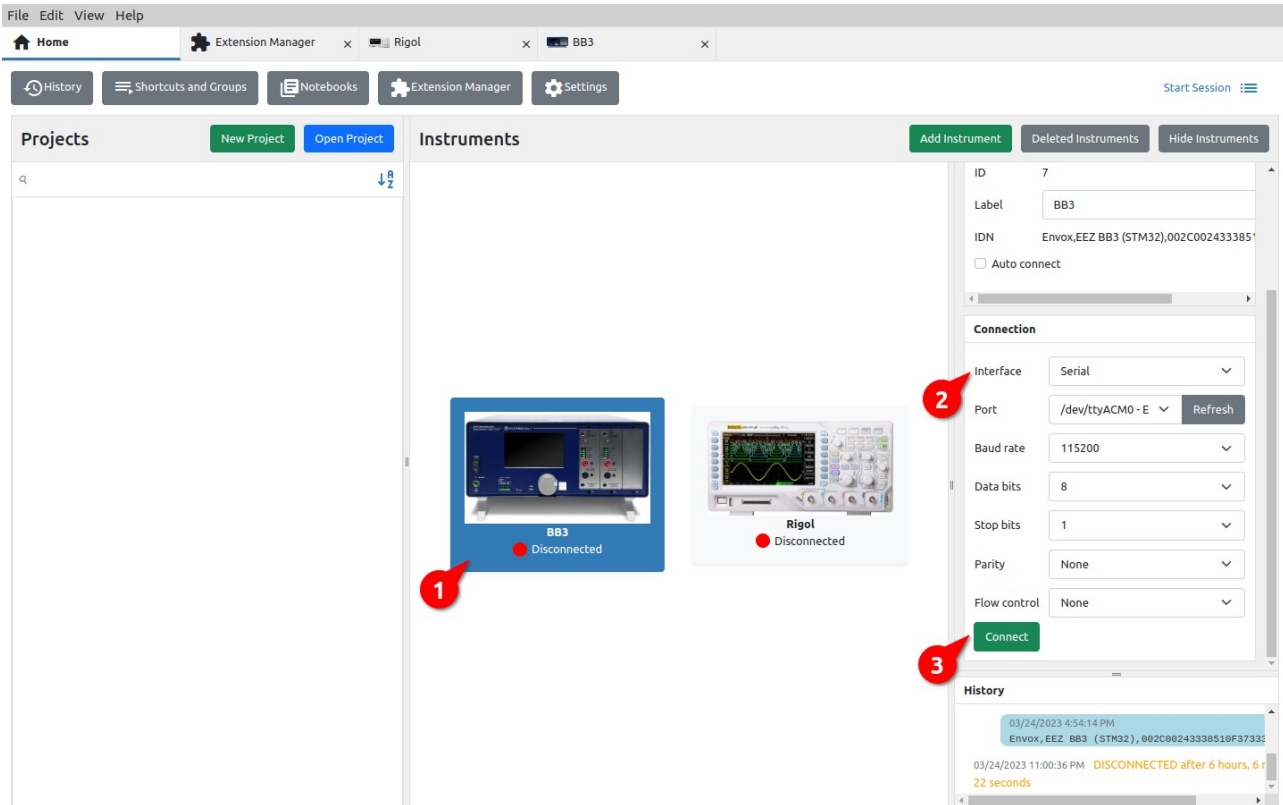 File Edit View Help
Home Extension Manager x Rigol x BB3 x
History Shortcuts and Groups Notebooks Extension Manager Settings Start Session
Projects New Project Open Project Instruments Add Instrument Deleted Instruments Hide Instruments
ID 7
Label BB3
IDN Envox,EEZ BB3 (STM32),002C0024333851
Auto connect
Connection
Interface Serial
2
Port /dev/ttyACM0 - E Refresh
Baud rate 115200
Data bits 8
Stop bits 1
Parity None
Flow control None
Connect
3
BB3
Disconnected
1
Rigol
Disconnected
History
03/24/2023 4:54:14 PM
Envox,EEZ BB3 (STM32),002C00243338510F37333
03/24/2023 11:00:36 PM DISCONNECTED after 6 hours, 6
22 seconds